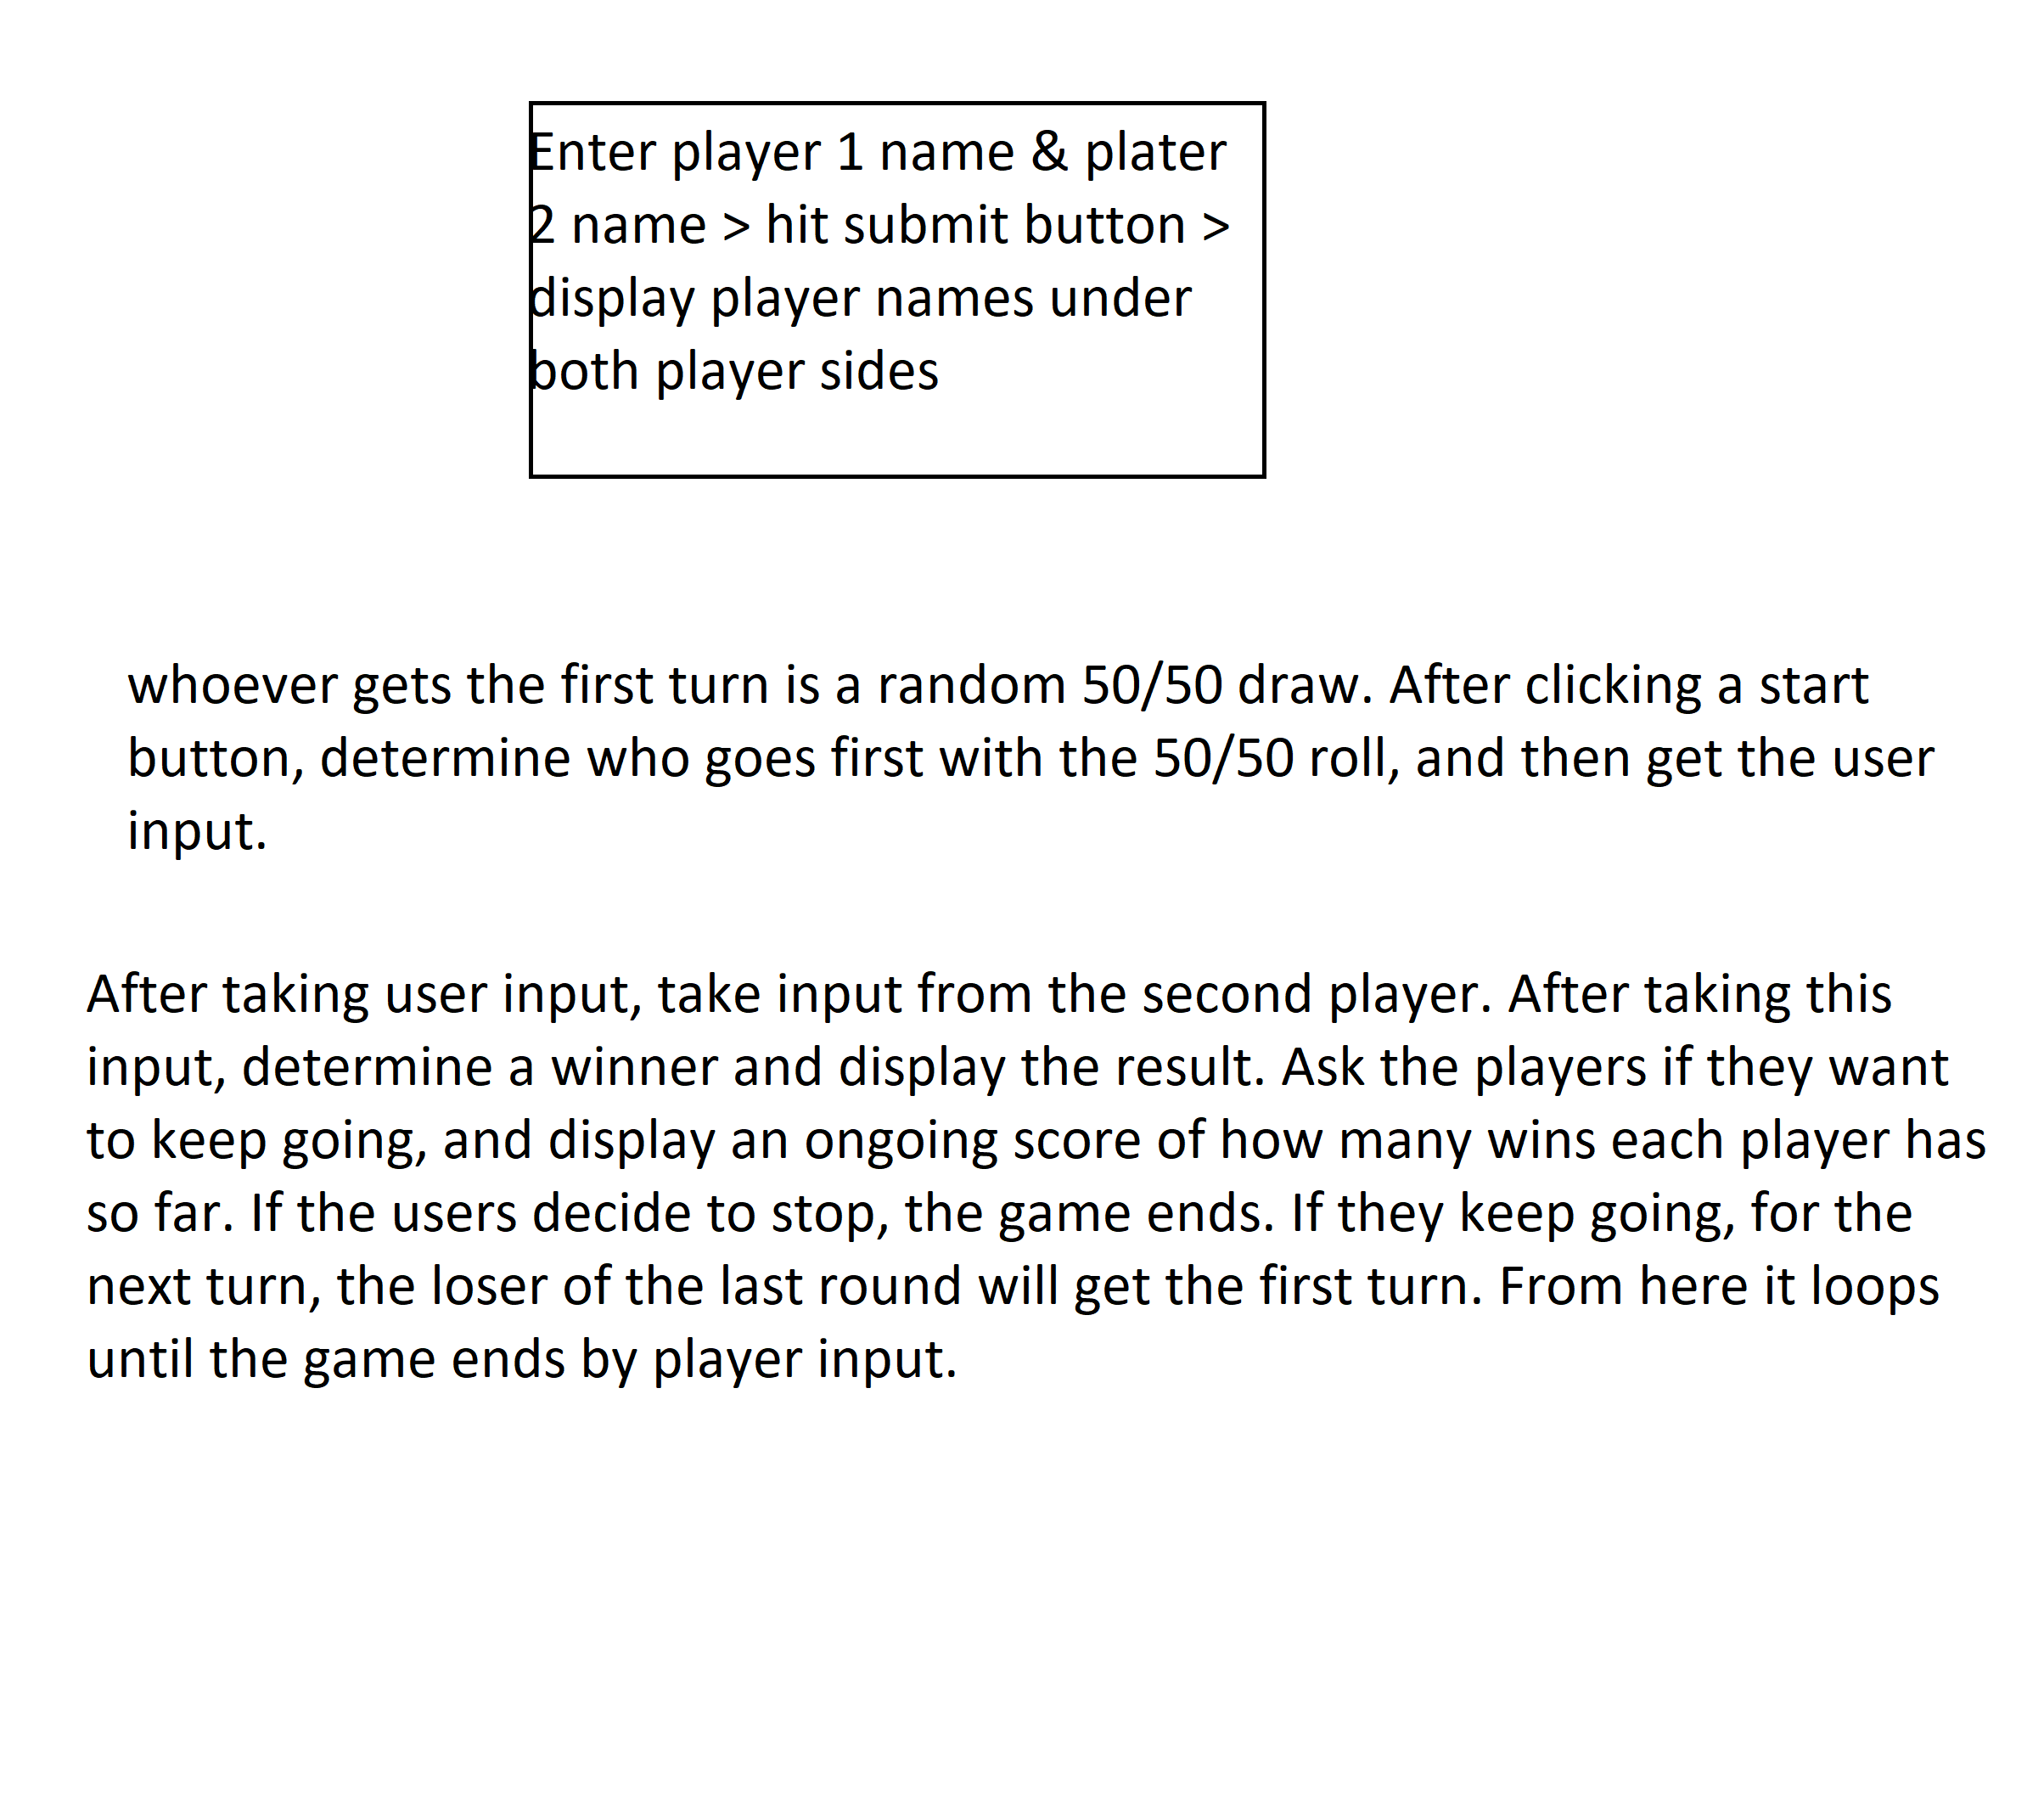 Enter player 1 name & plater
2 name > hit submit button >
display player names under
both player sides
whoever gets the first turn is a random 50/50 draw. After clicking a start
button, determine who goes first with the 50/50 roll, and then get the user
input.
After taking user input, take input from the second player. After taking this
input, determine a winner and display the result. Ask the players if they want
to keep going, and display an ongoing score of how many wins each player has
so far. If the users decide to stop, the game ends. If they keep going, for the
next turn, the loser of the last round will get the first turn. From here it loops
until the game ends by player input.